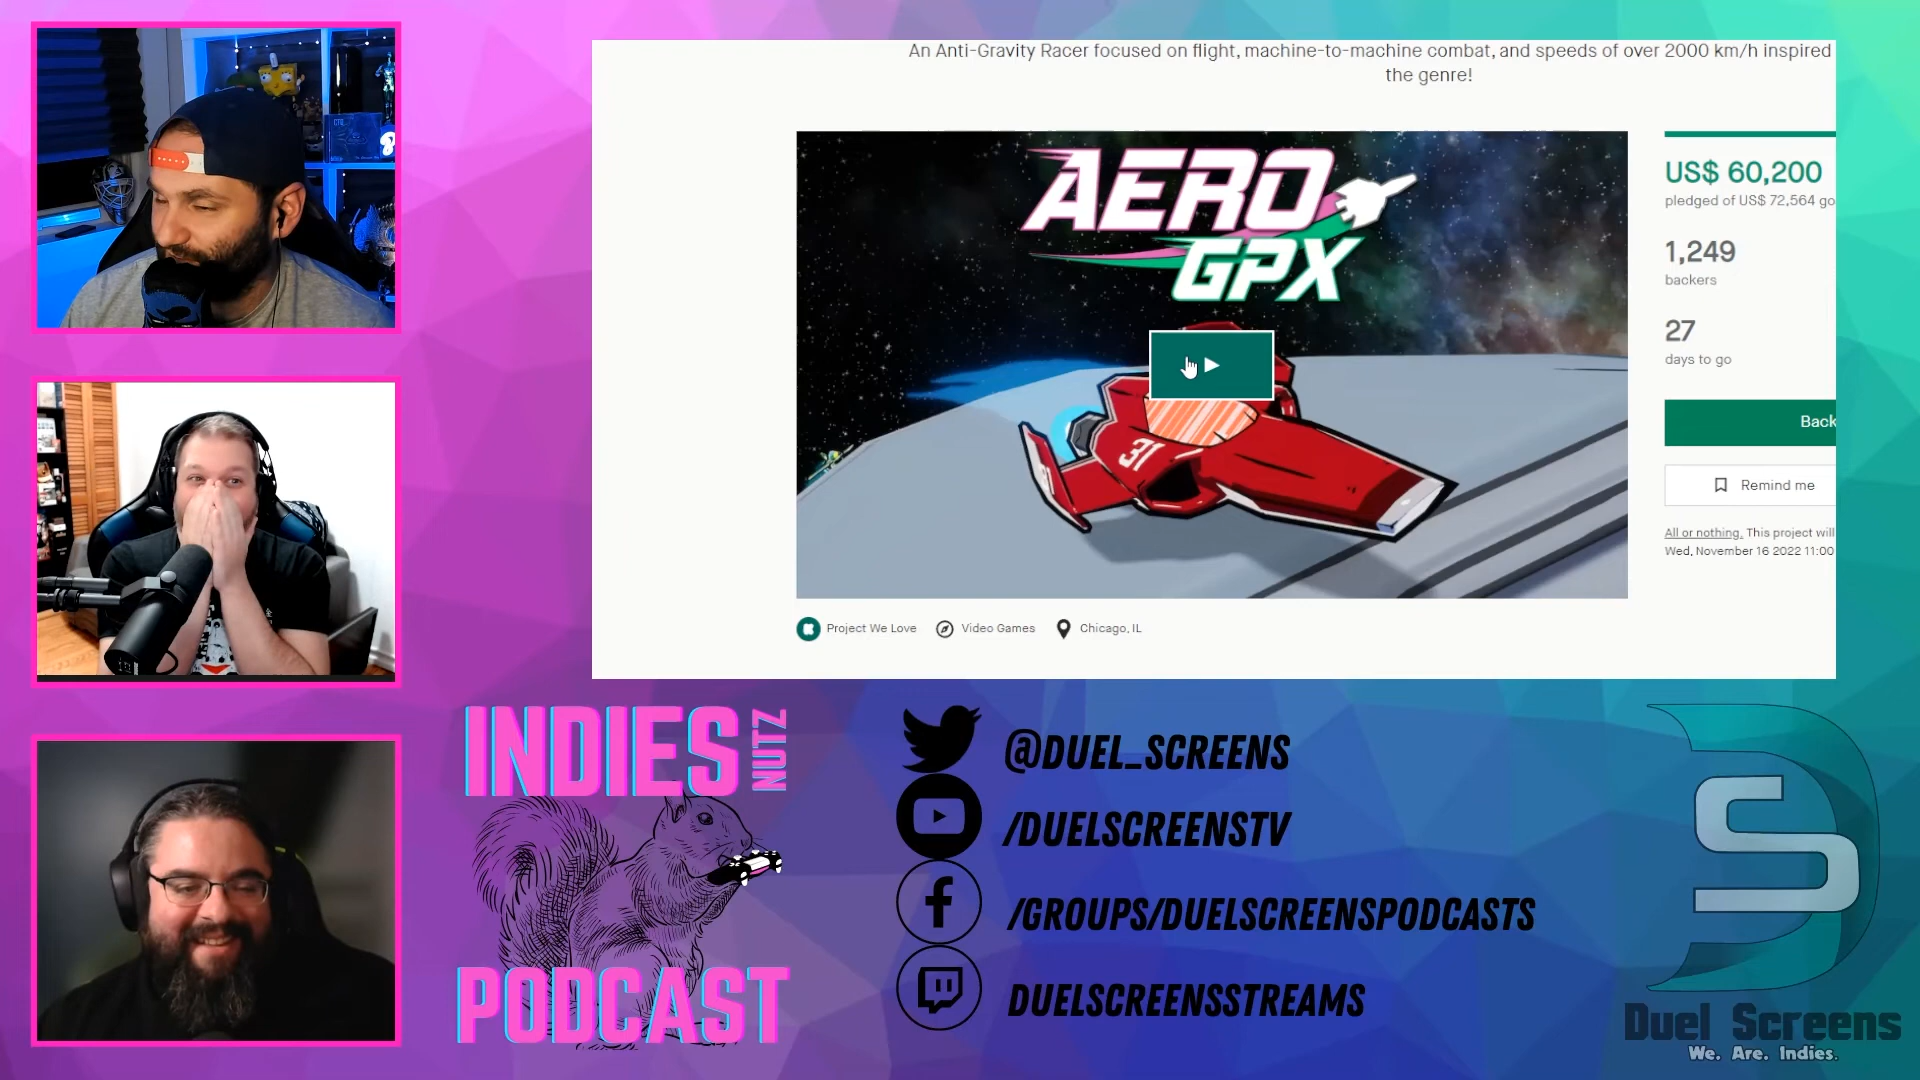 An Anti-Gravity Racer focused on flight, machine-to-machine combat, and speeds of over 2000 km/h inspired
the genre!
AERO
GPX
31
US$ 60,200
pledged of US$ 72,564 go
1,249
backers
27
days to go
Back
Remind me
All or nothing. This project will
Wed, November 16 2022 11:00
Project We Love
Video Games
Chicago, IL
INDIES
NUTZ
PODCAST
@DUEL_SCREENS
/DUELSCREENSTV
/GROUPS/DUELSCREENSPODCASTS
DUELSCREENSSTREAMS
DS
Duel Screens
We. Are. Indies.